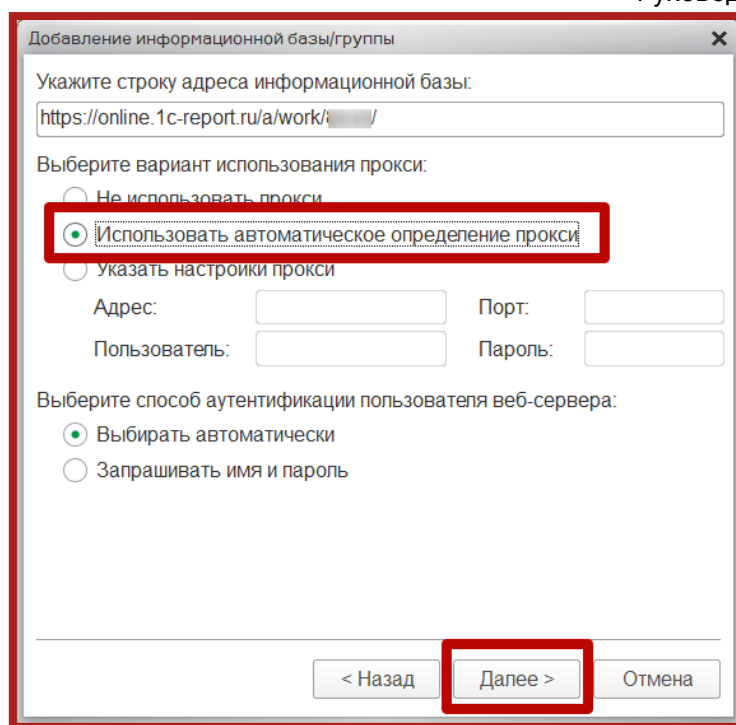 Добавление информационной базы/группы
Укажите строку адреса информационной базы:
https://online.1c-report.ru/a/work/
Выберите вариант использования прокси:
Не использовать прокси
Использовать автоматическое определение прокси
Указать настройки прокси
Адрес: Порт:
Пользователь: Пароль:
Выберите способ аутентификации пользователя веб-сервера:
Выбирать автоматически
Запрашивать имя и пароль
< Назад Далее > Отмена